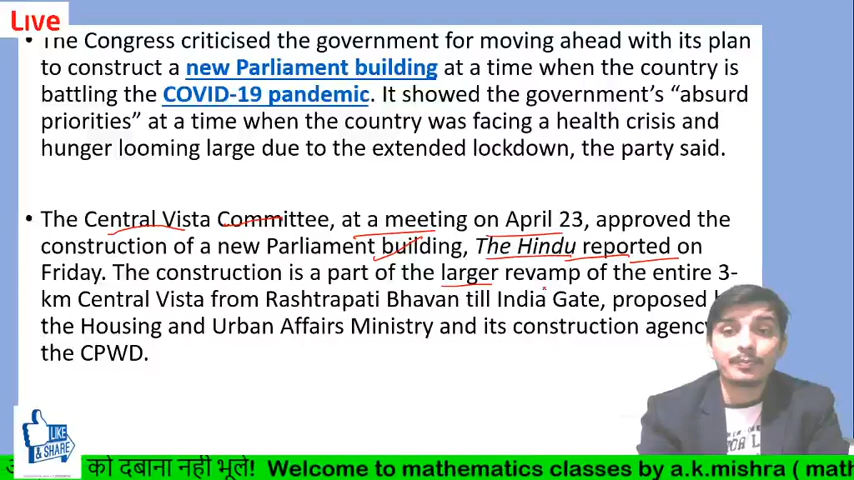 Live
• The Congress criticised the government for moving ahead with its plan
to construct a new Parliament building at a time when the country is
battling the COVID-19 pandemic. It showed the government's “absurd
priorities” at a time when the country was facing a health crisis and
hunger looming large due to the extended lockdown, the party said.
• The Central Vista Committee, at a meeting on April 23, approved the
construction of a new Parliament building, The Hindu reported on
Friday. The construction is a part of the larger revamp of the entire 3-
km Central Vista from Rashtrapati Bhavan till India Gate, proposed
the Housing and Urban Affairs Ministry and its construction agency
the CPWD.
LIKE
& SHARE
को दबाना नही भूले! Welcome to mathematics classes by a.k.mishra ( math